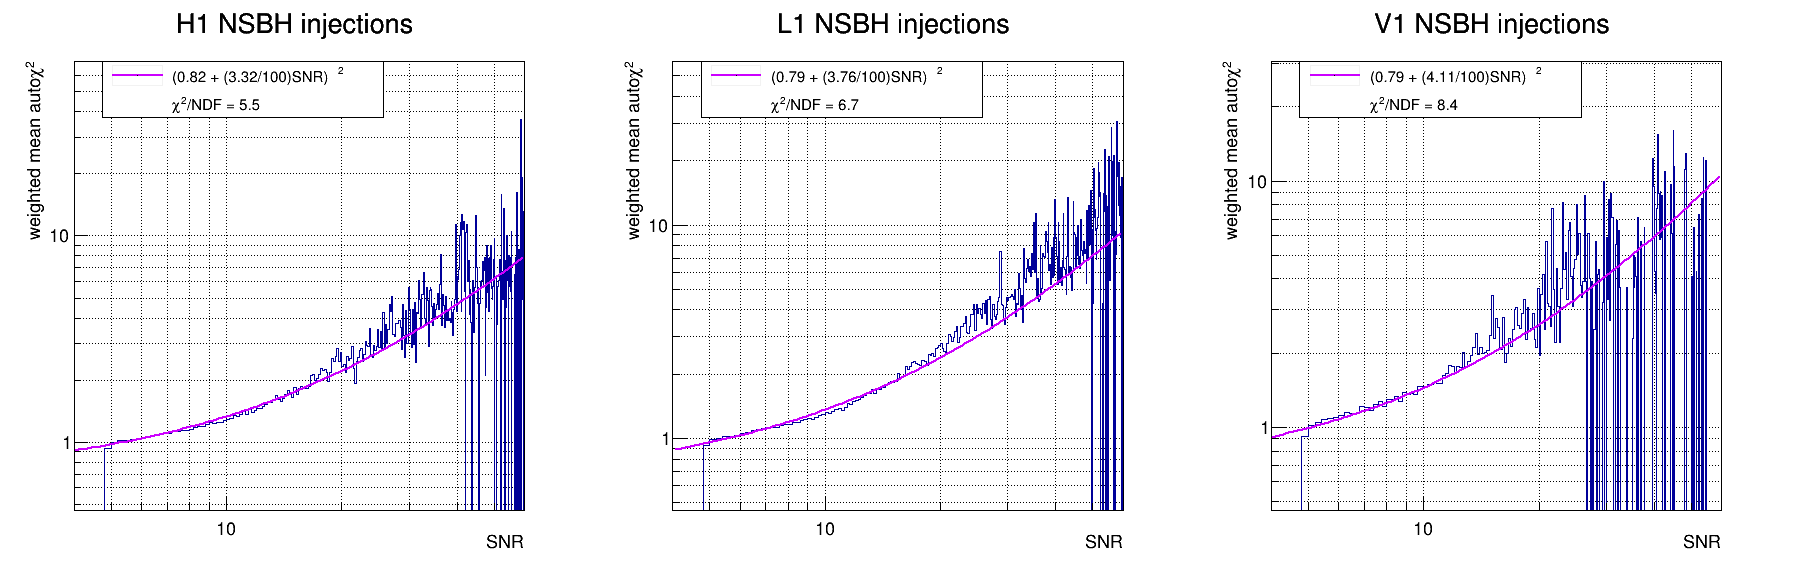 H1 NSBH injections
weighted mean autoχ²
(0.82 + (3.32/100)SNR) ²
χ²/NDF = 5.5
10
1
10
SNR
L1 NSBH injections
weighted mean autoχ²
(0.79 + (3.76/100)SNR) ²
χ²/NDF = 6.7
10
1
10
SNR
V1 NSBH injections
weighted mean autoχ²
(0.79 + (4.11/100)SNR) ²
χ²/NDF = 8.4
10
1
10
SNR